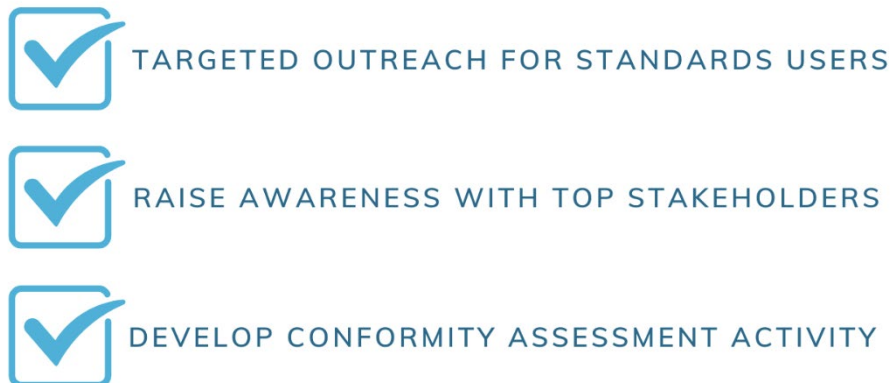 TARGETED OUTREACH FOR STANDARDS USERS
RAISE AWARENESS WITH TOP STAKEHOLDERS
DEVELOP CONFORMITY ASSESSMENT ACTIVITY